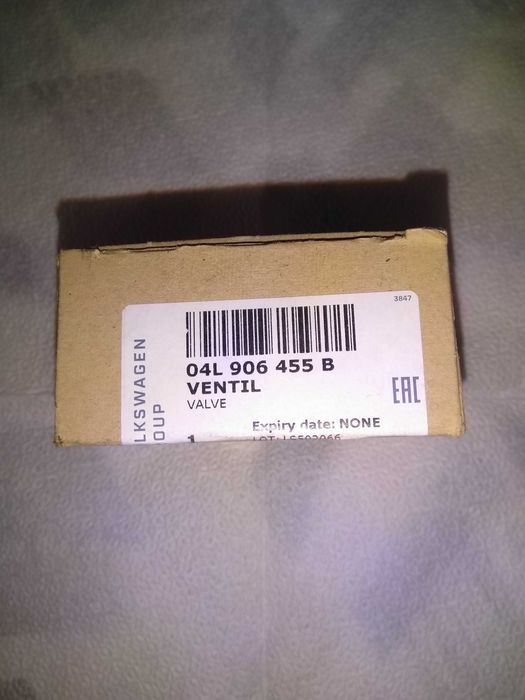 3847
04L 906 455 B
VENTIL
VALVE
EAC
Expiry date: NONE
1
LKSWAGEN
OUP